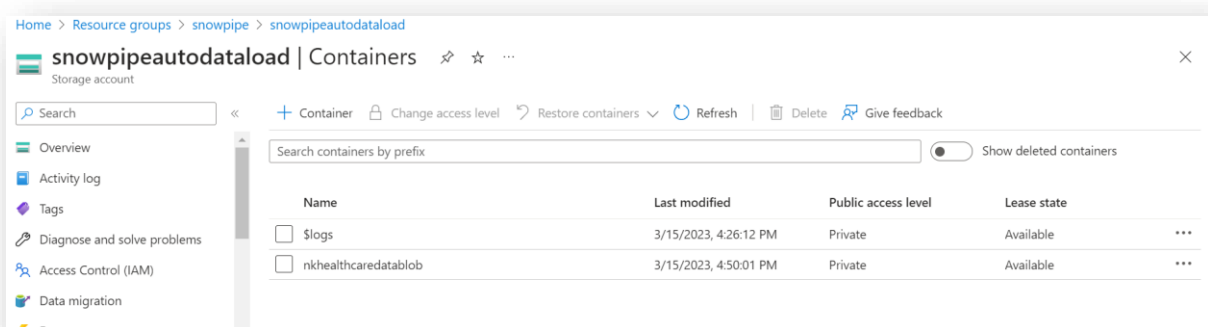 Home > Resource groups > snowpipe > snowpipeautodataload
snowpipeautodataload | Containers ...
Storage account
Search «
+ Container Change access level Restore containers Refresh Delete Give feedback
Overview
Activity log
Tags
Diagnose and solve problems
Access Control (IAM)
Data migration
Search containers by prefix Show deleted containers
Name Last modified Public access level Lease state
$logs 3/15/2023, 4:26:12 PM Private Available ...
nkhealthcaredatablob 3/15/2023, 4:50:01 PM Private Available ...